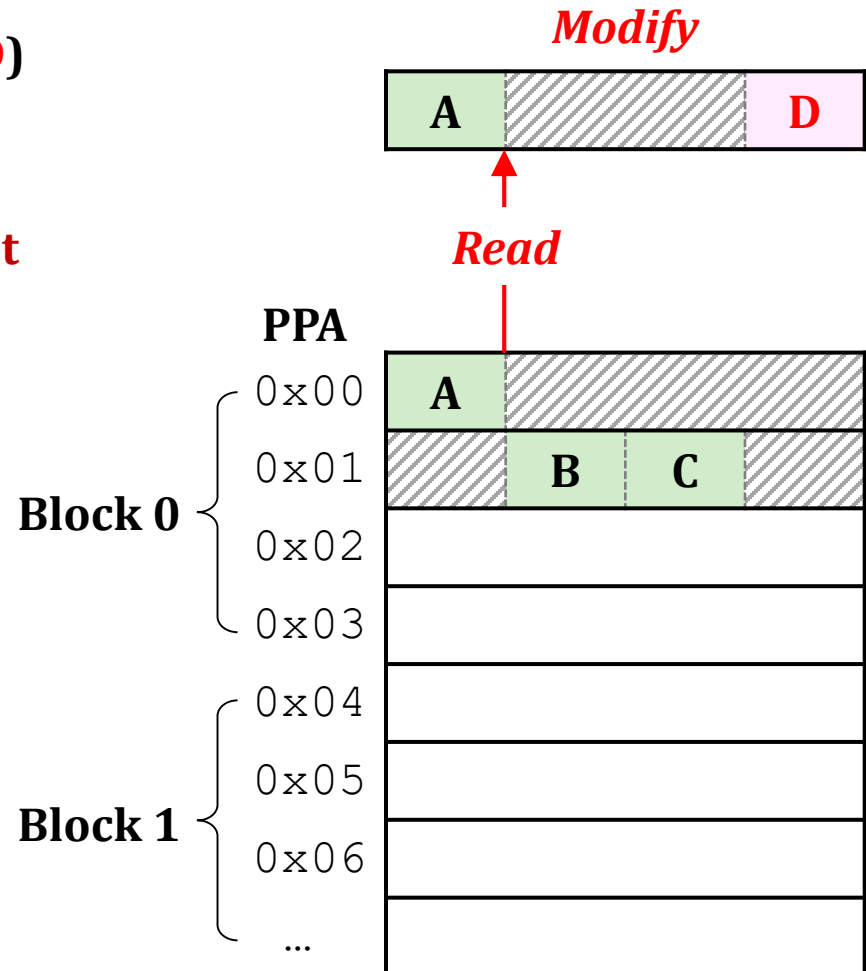 Modify
)
A D
t
Read
PPA
0x00 A
0x01 B C
Block 0
0x02
0x03
0x04
0x05
Block 1
0x06
...